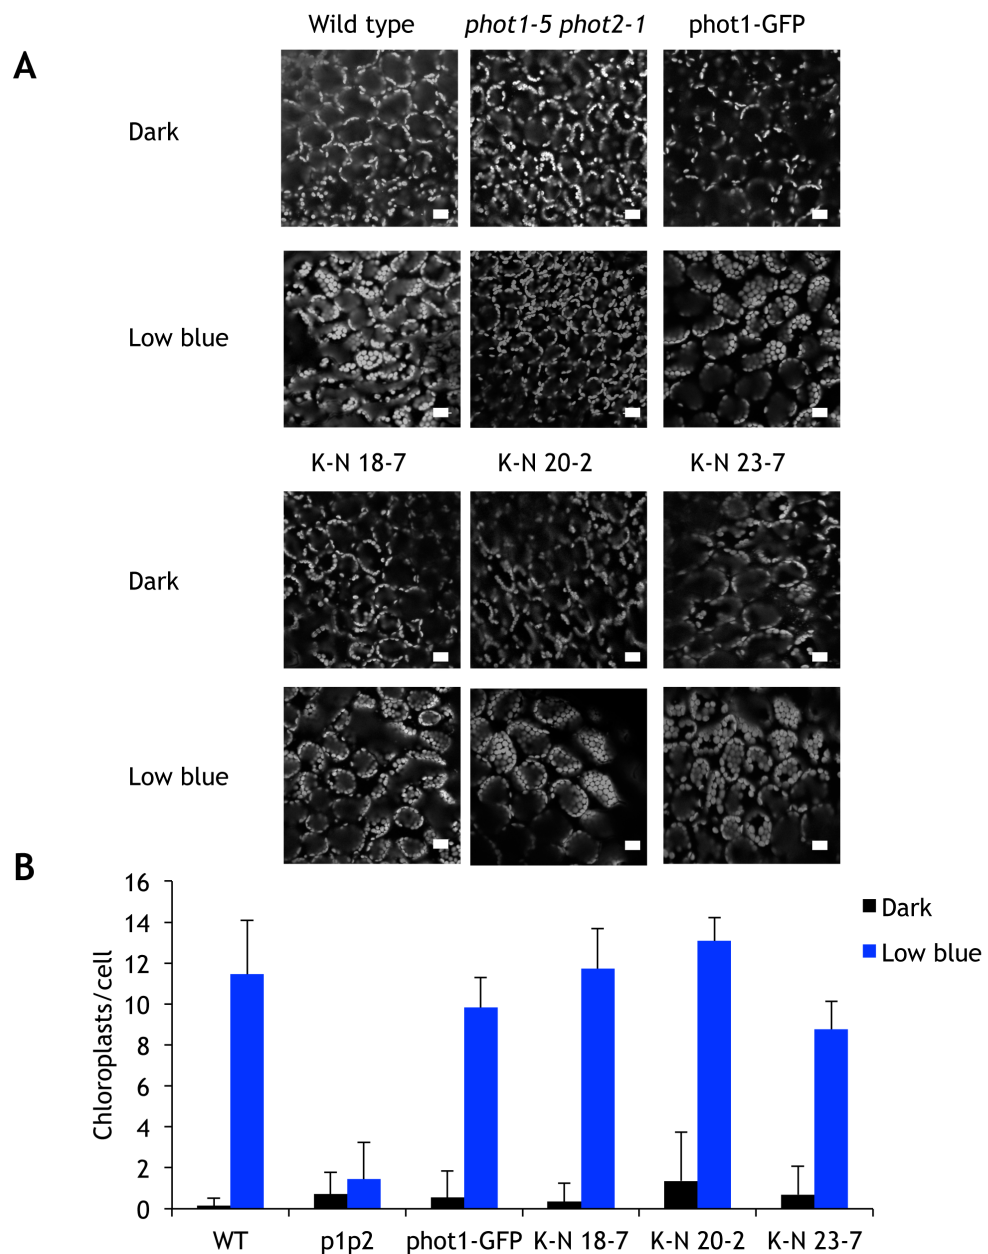 A
Wild type phot1-5 phot2-1 phot1-GFP
Dark
Low blue
K-N 18-7 K-N 20-2 K-N 23-7
Dark
Low blue
B
Chloroplasts/cell
16
14
12
10
8
6
4
2
0
Dark
Low blue
WT p1p2 phot1-GFP K-N 18-7 K-N 20-2 K-N 23-7